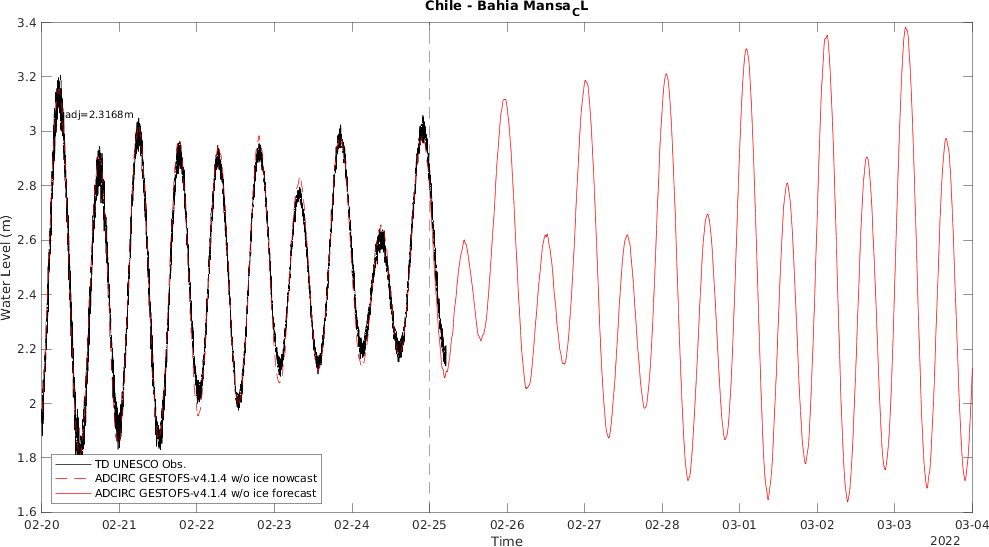 Chile - Bahia Mansa_CL
3.4
3.2
3
2.8
2.6
2.4
2.2
2
1.8
1.6
Water Level (m)
adj=2.3168m
TD UNESCO Obs.
ADCIRC GESTOFS-v4.1.4 w/o ice nowcast
ADCIRC GESTOFS-v4.1.4 w/o ice forecast
02-20 02-21 02-22 02-23 02-24 02-25 02-26 02-27 02-28 03-01 03-02 03-03 03-04
Time
2022